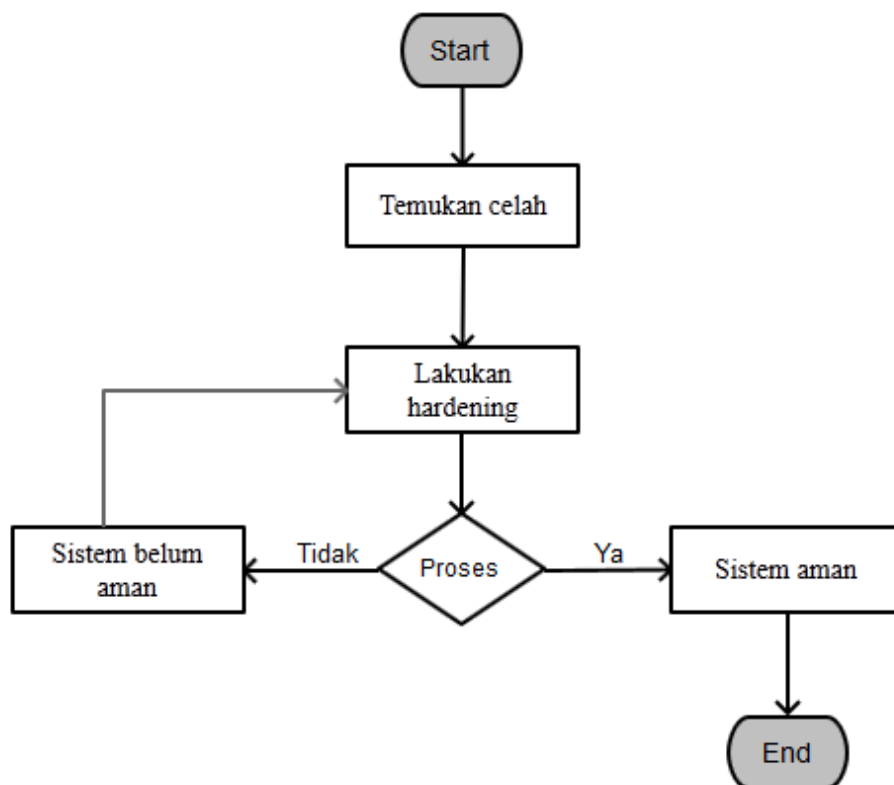 Start
Temukan celah
Lakukan
hardening
Sistem belum
aman
Tidak
Proses
Ya
Sistem aman
End